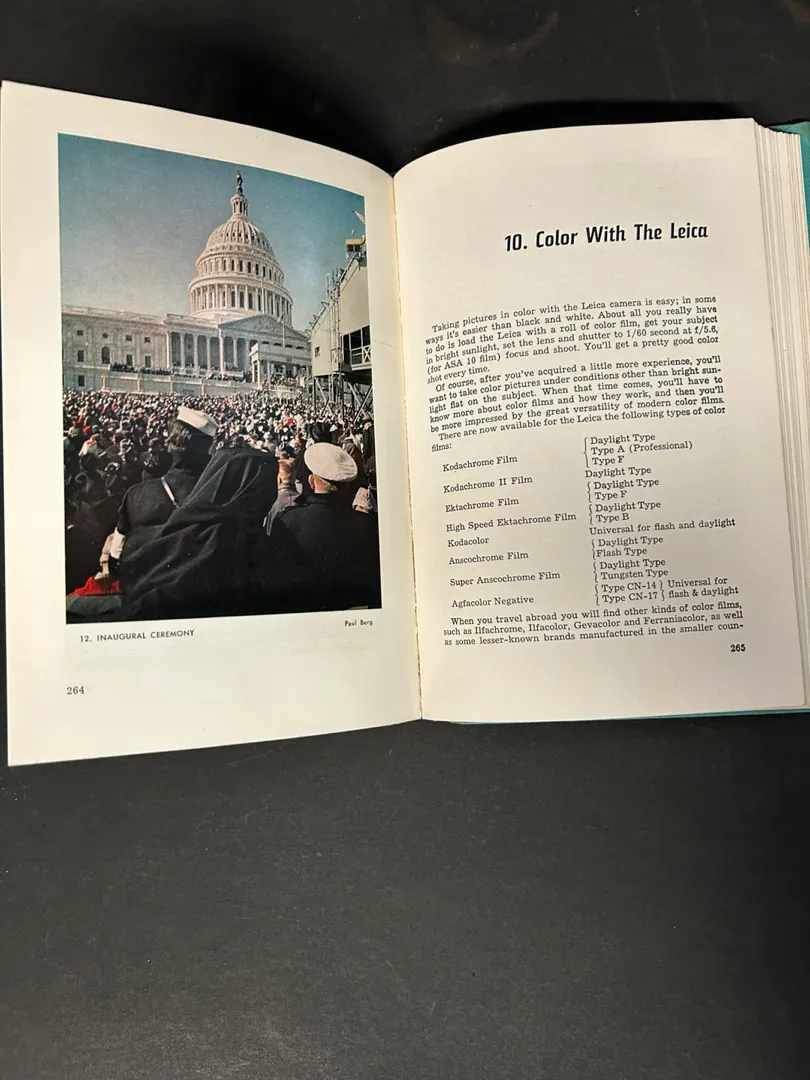 Paul Berg
12. INAUGURAL CEREMONY
264
10. Color With The Leica
Taking pictures in color with the Leica camera is easy; in some
ways it's easier than black and white. About all you really have
to do is load the Leica with a roll of color film, get your subject
in bright sunlight, set the lens and shutter to 1/60 second at f/5.6,
(for ASA 10 film) focus and shoot. You'll get a pretty good color
shot every time.
Of course, after you've acquired a little more experience, you'll
want to take color pictures under conditions other than bright sun-
light flat on the subject. When that time comes, you'll have to
know more about color films and how they work, and then you'll
be more impressed by the great versatility of modern color films.
There are now available for the Leica the following types of color
films:
Kodachrome Film { Daylight Type
Type A (Professional)
Type F
Kodachrome II Film Daylight Type
Ektachrome Film { Daylight Type
Type F
High Speed Ektachrome Film { Daylight Type
Type B
Kodacolor Universal for flash and daylight
Anscochrome Film { Daylight Type
Flash Type
Super Anscochrome Film { Daylight Type
Tungsten Type
Agfacolor Negative { Type CN-14 } Universal for
Type CN-17 } flash & daylight
When you travel abroad you will find other kinds of color films,
such as Ilfachrome, Ilfacolor, Gevacolor and Ferraniacolor, as well
as some lesser-known brands manufactured in the smaller coun-
265